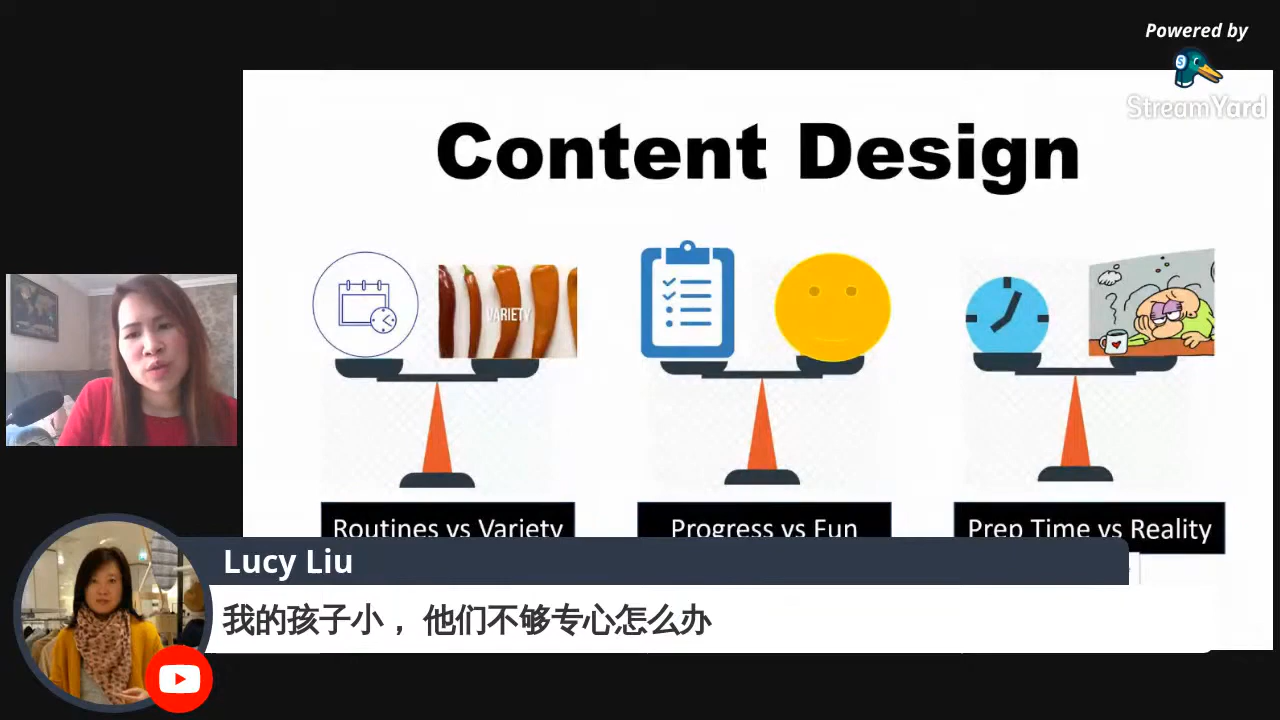 Powered by
StreamYard
Content Design
VARIETY
Routines vs Variety
Progress vs Fun
Prep Time vs Reality
Lucy Liu
我的孩子小， 他们不够专心怎么办